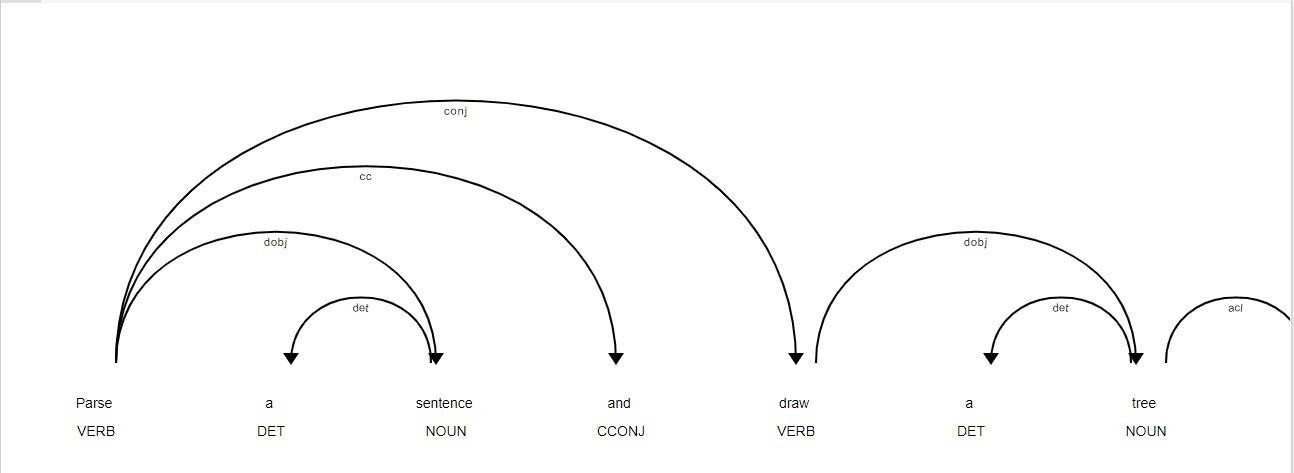 conj
cc
dobj
dobj
det
det
acl
Parse a sentence and draw a tree
VERB DET NOUN CCONJ VERB DET NOUN